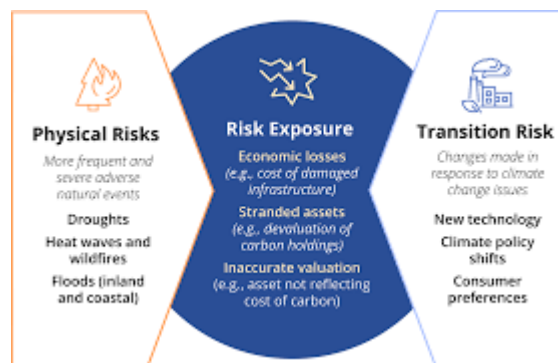 Physical Risks
More frequent and
severe adverse
natural events
Droughts
Heat waves and
wildfires
Floods (inland
and coastal)
Risk Exposure
Economic losses
(e.g., cost of damaged
infrastructure)
Stranded assets
(e.g., devaluation of
carbon holdings)
Inaccurate valuation
(e.g., asset not reflecting
cost of carbon)
Transition Risk
Changes made in
response to climate
change issues
New technology
Climate policy
shifts
Consumer
preferences